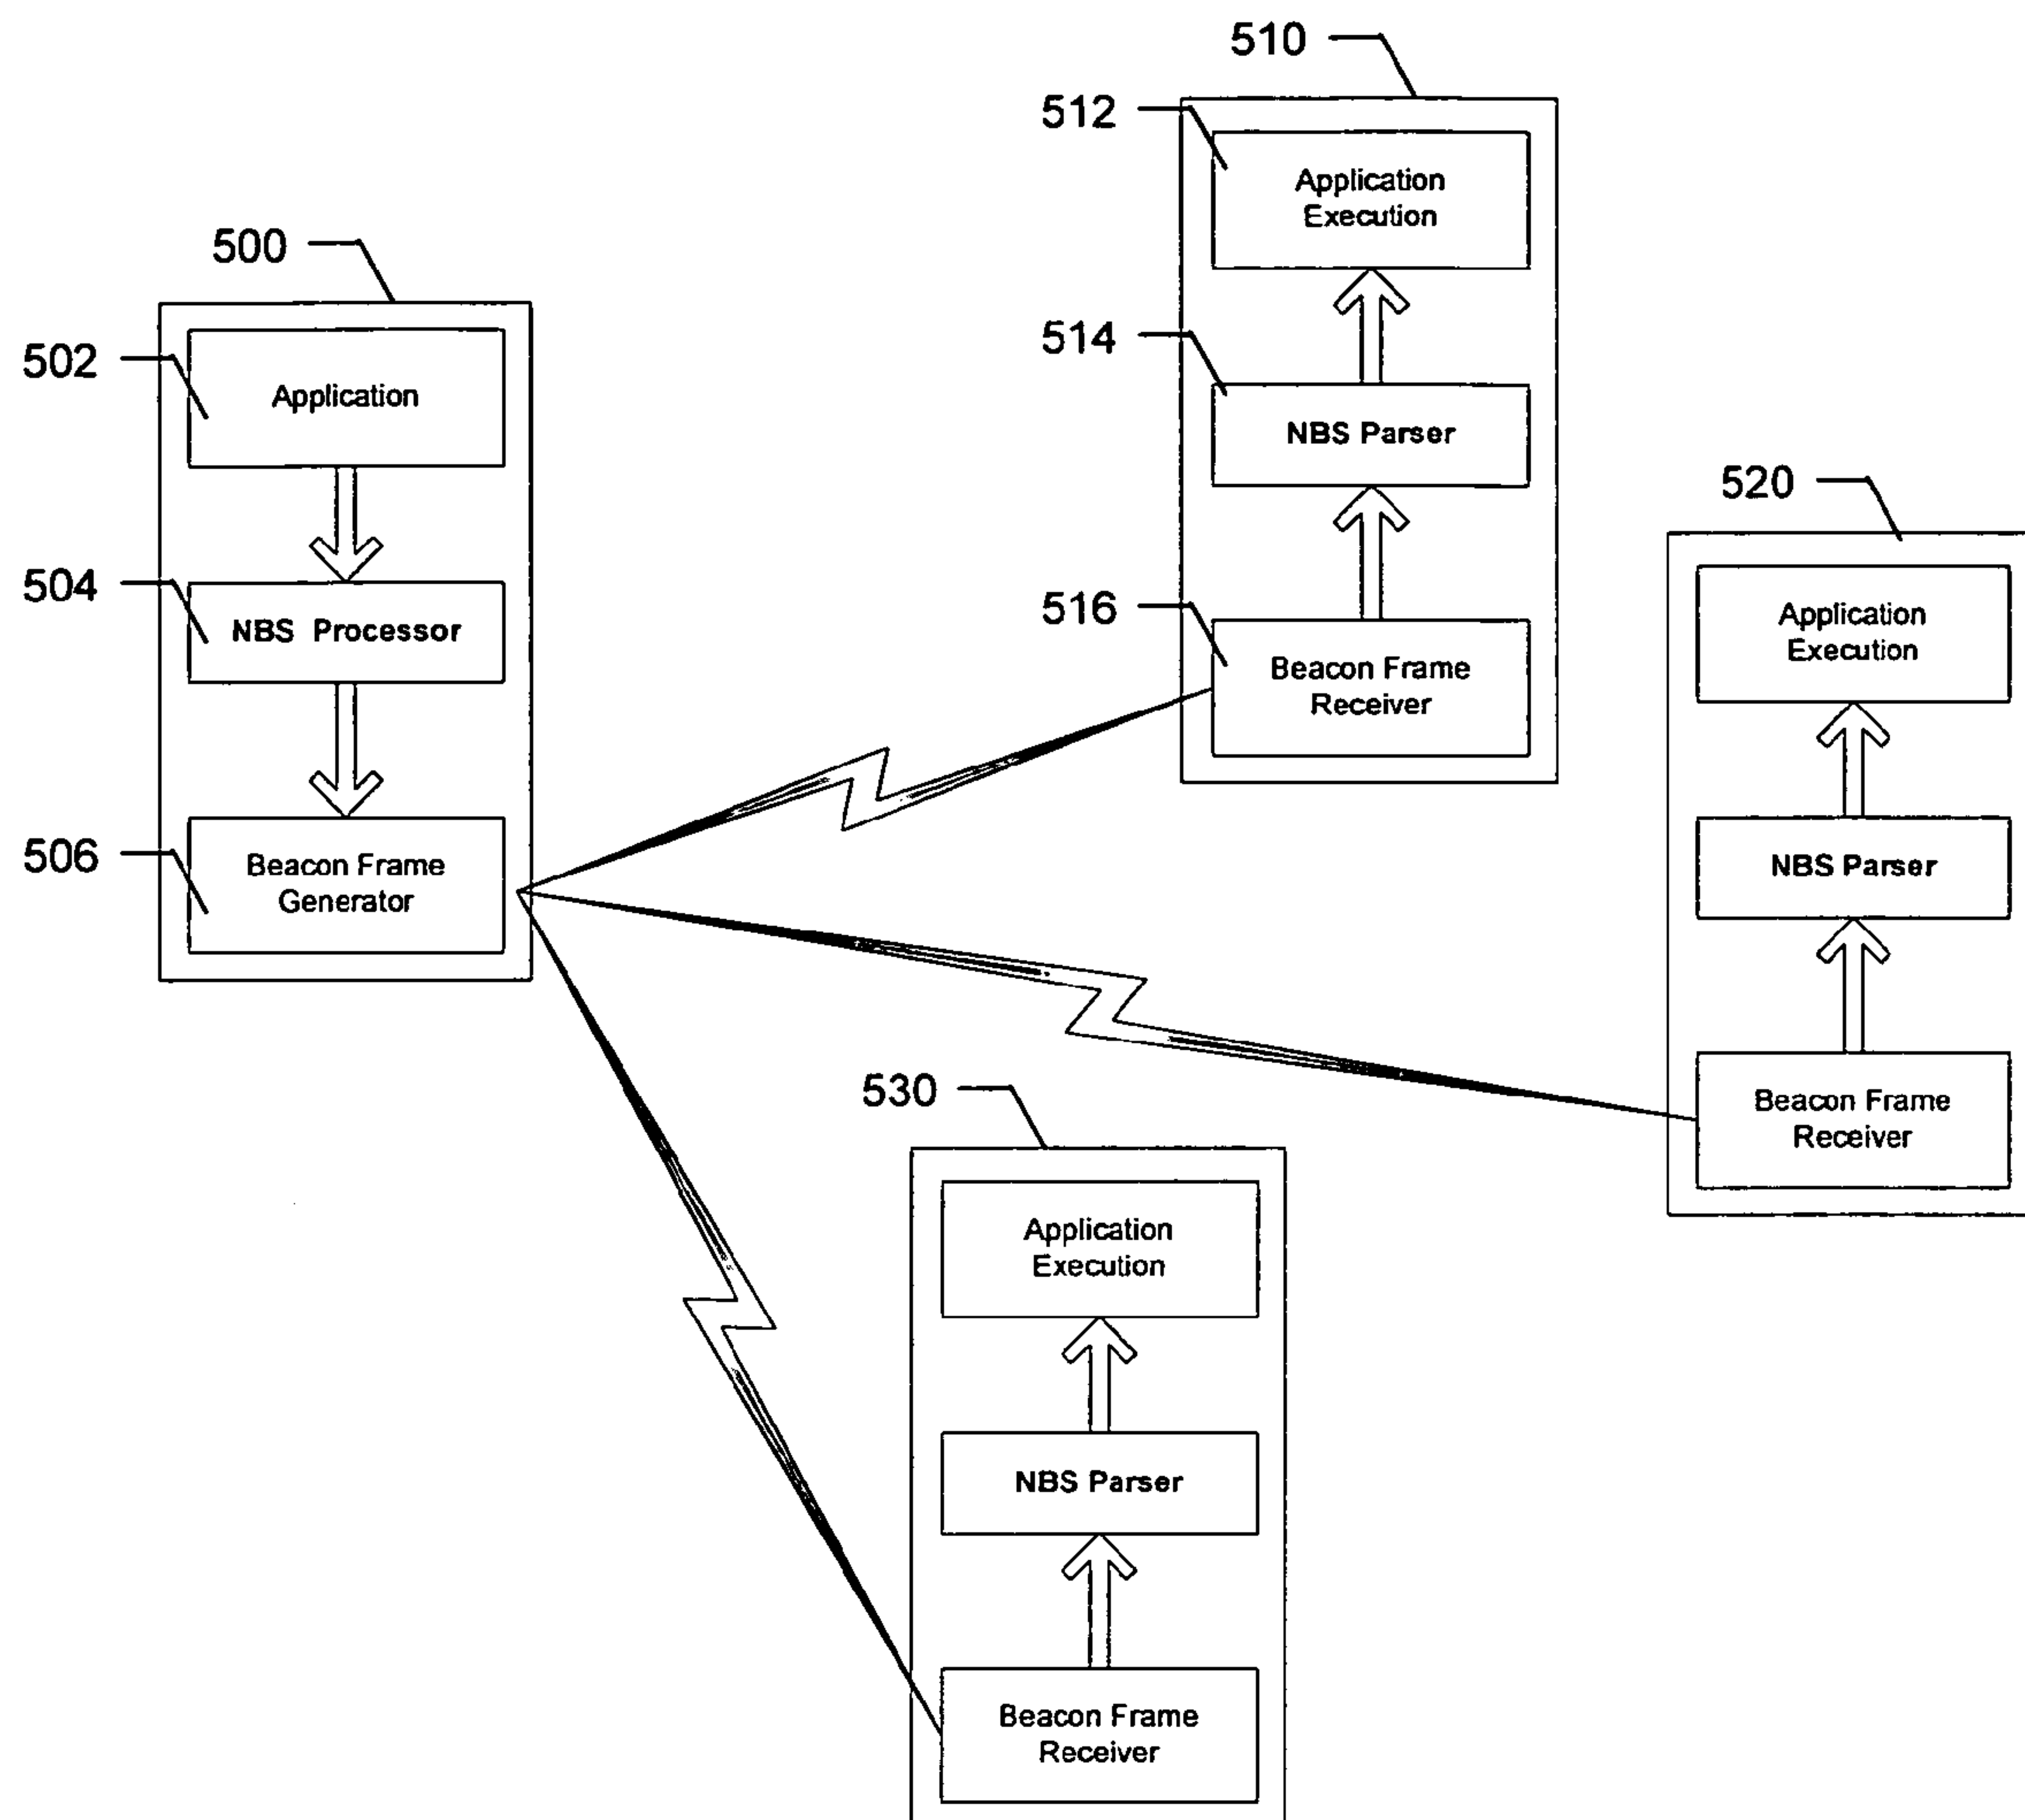 510
512
Application
Execution
500
502
Application
514
NBS Parser
520
504
NBS Processor
516
Beacon Frame
Receiver
Application
Execution
506
Beacon Frame
Generator
NBS Parser
530
Beacon Frame
Receiver
Application
Execution
NBS Parser
Beacon Frame
Receiver